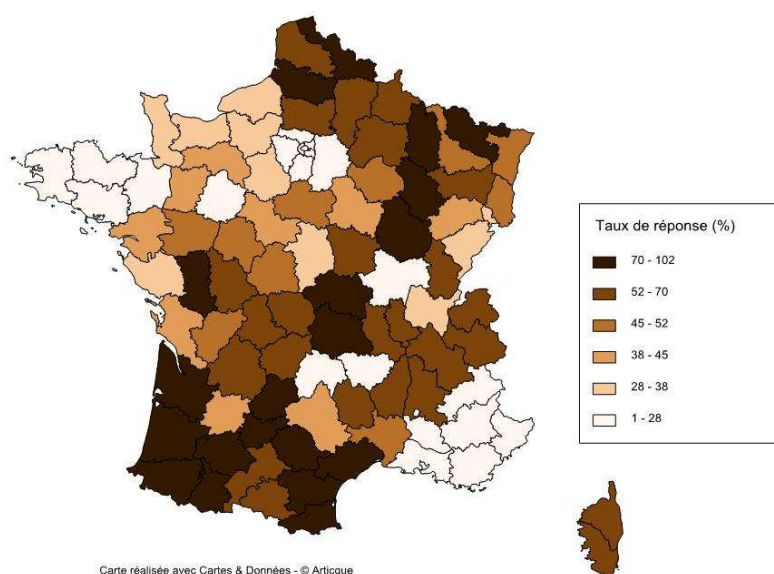 Taux de réponse (%)
70 - 102
52 - 70
45 - 52
38 - 45
28 - 38
1 - 28
Carte réalisée avec Cartes & Données - © Articque